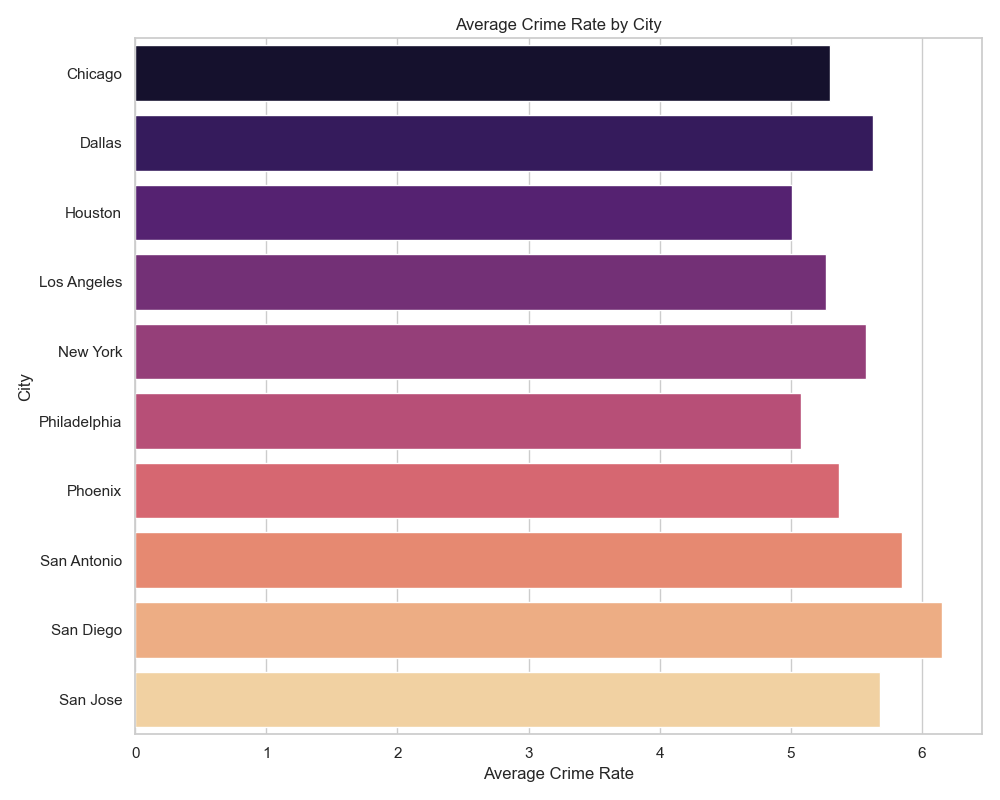 Average Crime Rate by City
Chicago
Dallas
Houston
Los Angeles
New York
City
Philadelphia
Phoenix
San Antonio
San Diego
San Jose
0 1 2 3 4 5 6
Average Crime Rate